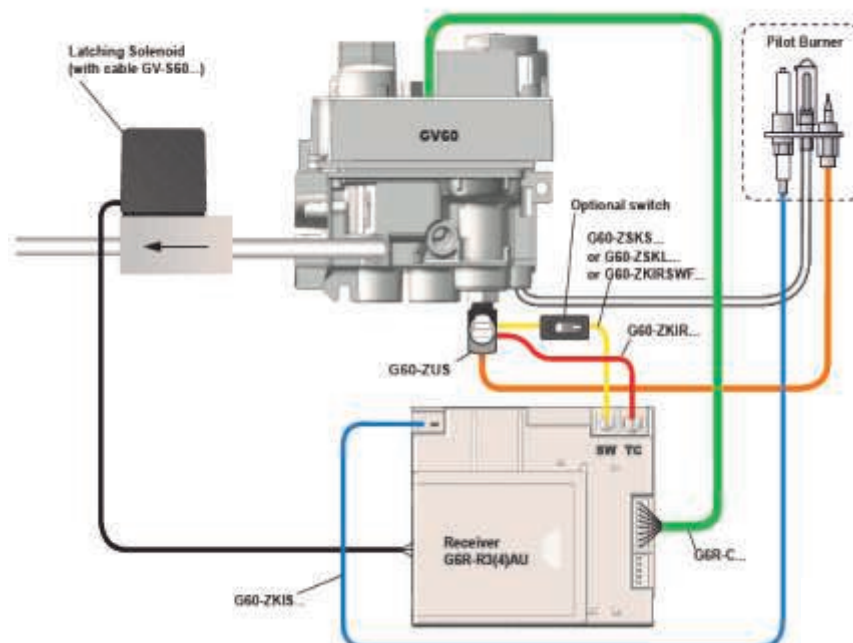 Latching Solenoid
(with cable GV-S60...)
Pilot Burner
GV60
Optional switch
G60-ZSKS...
or G60-ZSKL...
or G60-ZKIRSWF...
G60-ZKIR...
G60-ZUS
SW TC
Receiver
G6R-R3(4)AU
G6R-C...
G60-ZKIS...